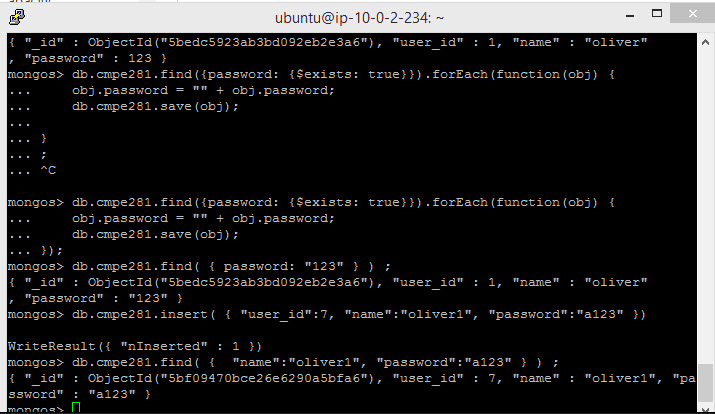 ubuntu@ip-10-0-2-234: ~
{ "_id" : ObjectId("5bedc5923ab3bd092eb2e3a6"), "user_id" : 1, "name" : "oliver"
, "password" : 123 }
mongos> db.cmpe281.find({password: {$exists: true}}).forEach(function(obj) {
...     obj.password = "" + obj.password;
...     db.cmpe281.save(obj);
...
... }
... ;
... ^C
mongos> db.cmpe281.find({password: {$exists: true}}).forEach(function(obj) {
...     obj.password = "" + obj.password;
...     db.cmpe281.save(obj);
... });
mongos> db.cmpe281.find( { password: "123" } ) ;
{ "_id" : ObjectId("5bedc5923ab3bd092eb2e3a6"), "user_id" : 1, "name" : "oliver"
, "password" : "123" }
mongos> db.cmpe281.insert( { "user_id":7, "name":"oliver1", "password":"a123" })
WriteResult({ "nInserted" : 1 })
mongos> db.cmpe281.find( {  "name":"oliver1", "password":"a123" } ) ;
{ "_id" : ObjectId("5bf09470bce26e6290a5bfa6"), "user_id" : 7, "name" : "oliver1", "pa
ssword" : "a123" }
mongos>